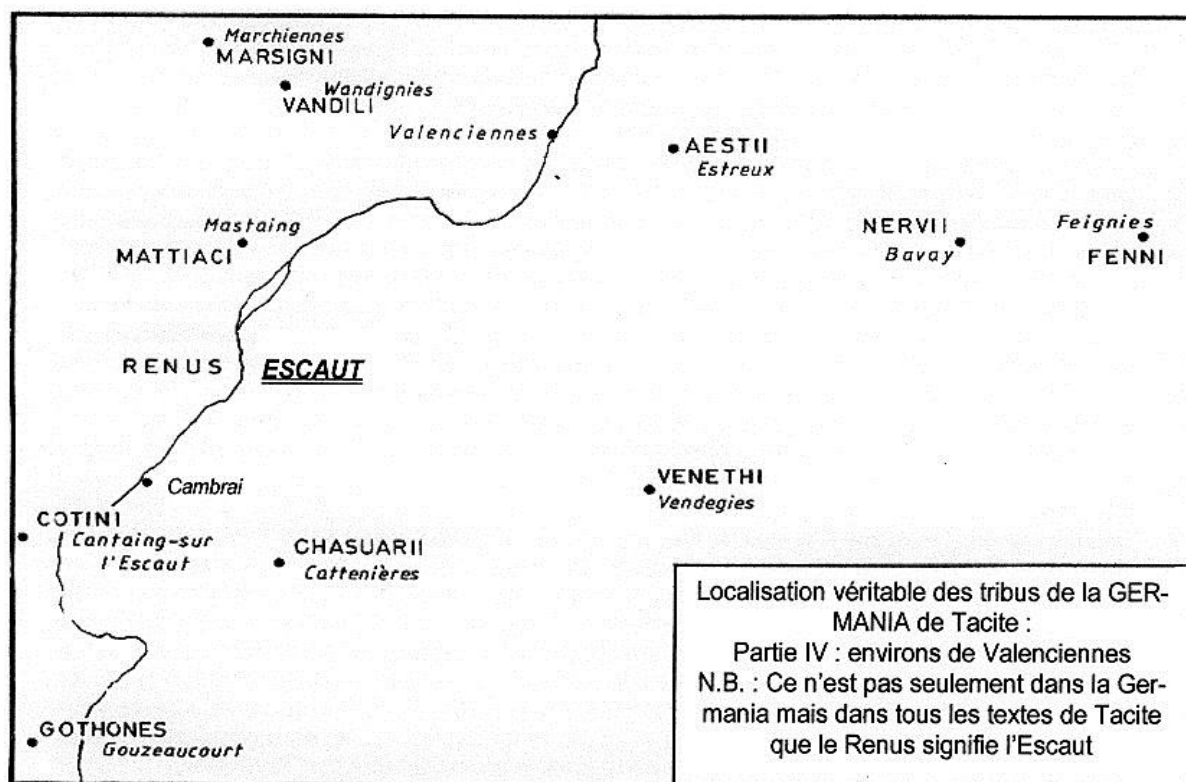 Marchiennes
MARSIGNI
Wandignies
VANDILI
Valenciennes
AESTII
Estreux
Mastaing
MATTIACI
NERVII
Bavay
Feignies
FENNI
RENUS
ESCAUT
Cambrai
VENETHI
Vendegies
COTINI
Cantaing-sur
l'Escaut
CHASUARII
Cattenières
GOTHONES
Gouzeaucourt
Localisation véritable des tribus de la GER-
MANIA de Tacite :
Partie IV : environs de Valenciennes
N.B. : Ce n'est pas seulement dans la Ger-
mania mais dans tous les textes de Tacite
que le Renus signifie l'Escaut